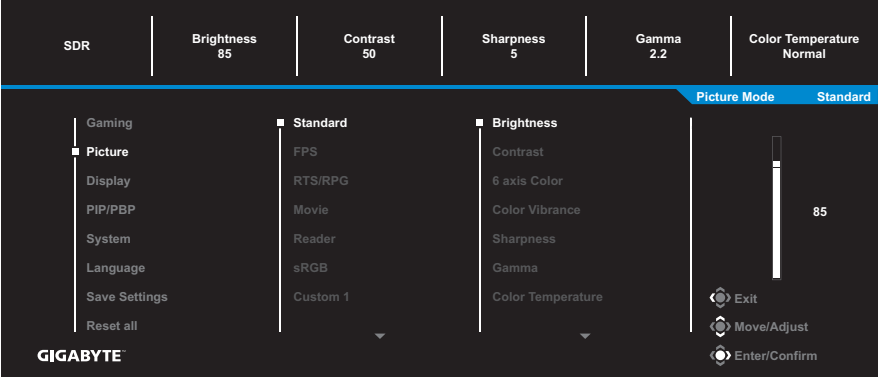 SDR
Brightness
85
Contrast
50
Sharpness
5
Gamma
2.2
Color Temperature
Normal
Picture Mode Standard
Gaming
Picture
Display
PIP/PBP
System
Language
Save Settings
Reset all
Standard
FPS
RTS/RPG
Movie
Reader
sRGB
Custom 1
Brightness
Contrast
6 axis Color
Color Vibrance
Sharpness
Gamma
Color Temperature
85
Exit
Move/Adjust
Enter/Confirm
GIGABYTE™